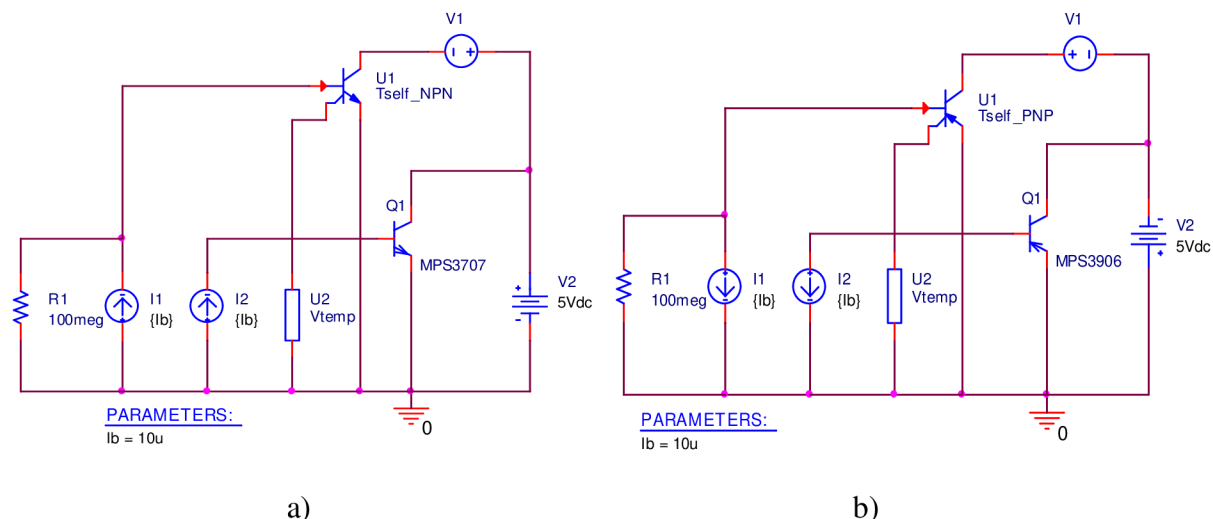 V1
U1
Tself_NPN
Q1
MPS3707
V2
5Vdc
R1
100meg
I1
{Ib}
I2
{Ib}
U2
Vtemp
PARAMETERS:
Ib = 10u
0
a)
V1
U1
Tself_PNP
Q1
MPS3906
V2
5Vdc
R1
100meg
I1
{Ib}
I2
{Ib}
U2
Vtemp
PARAMETERS:
Ib = 10u
0
b)